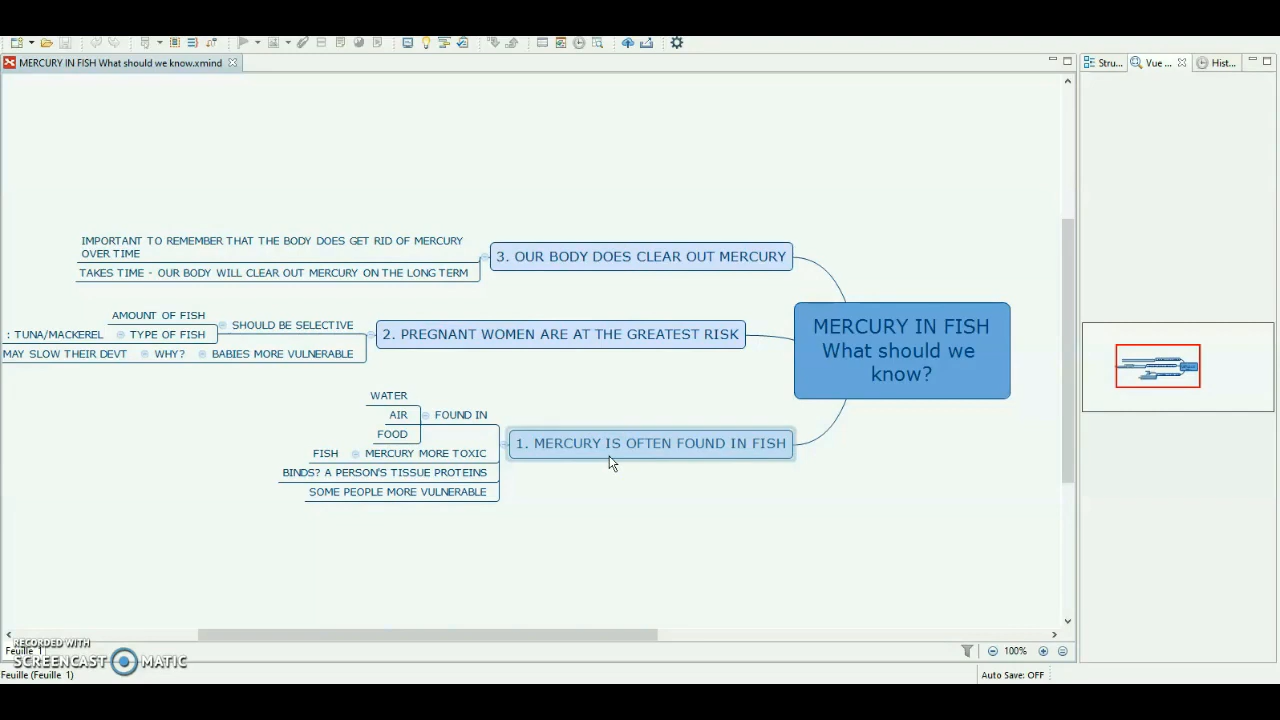 MERCURY IN FISH What should we know.xmind
Stru...
Vue ...
Hist...
IMPORTANT TO REMEMBER THAT THE BODY DOES GET RID OF MERCURY
OVER TIME
TAKES TIME - OUR BODY WILL CLEAR OUT MERCURY ON THE LONG TERM
3. OUR BODY DOES CLEAR OUT MERCURY
AMOUNT OF FISH
: TUNA/MACKEREL
TYPE OF FISH
SHOULD BE SELECTIVE
MAY SLOW THEIR DEVT
WHY?
BABIES MORE VULNERABLE
2. PREGNANT WOMEN ARE AT THE GREATEST RISK
MERCURY IN FISH
What should we
know?
WATER
AIR
FOOD
FOUND IN
FISH
MERCURY MORE TOXIC
BINDS? A PERSON'S TISSUE PROTEINS
SOME PEOPLE MORE VULNERABLE
1. MERCURY IS OFTEN FOUND IN FISH
RECORDED WITH
SCREENCAST MATIC
Feuille 1
100%
Feuille (Feuille 1)
Auto Save: OFF